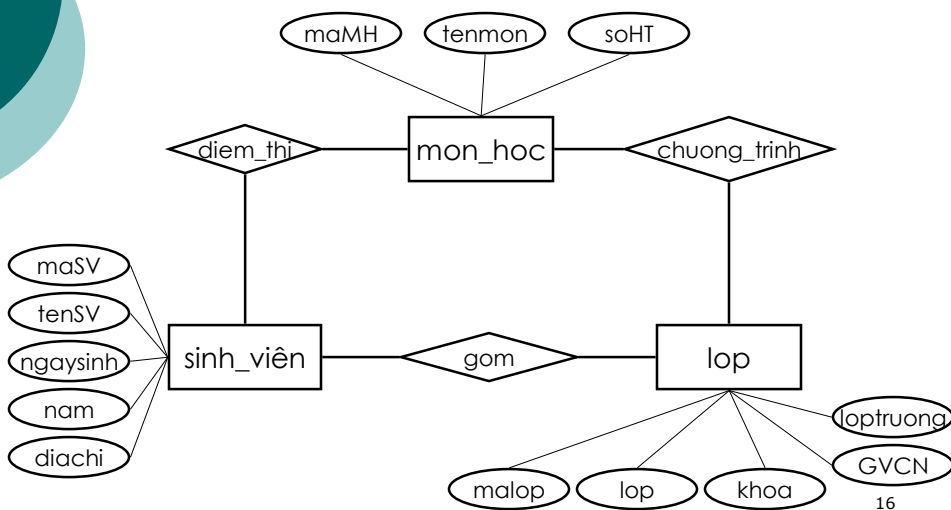 maMH
tenmon
soHT
diem_thi
mon_hoc
chuong_trinh
maSV
tenSV
ngaysinh
nam
diachi
sinh_viên
gom
lop
loptruong
GVCN
malop
lop
khoa
16